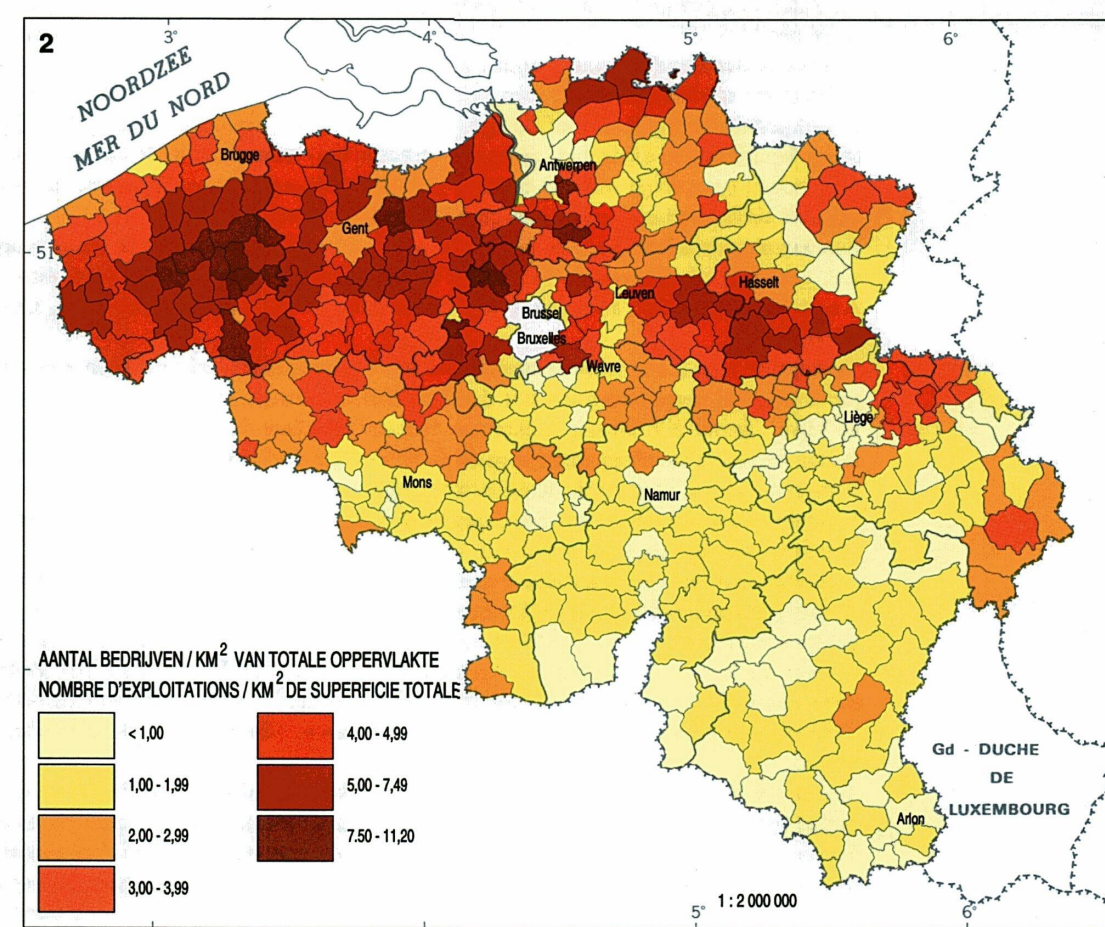 2
3°
4°
5°
6°
NOORDZEE
MER DU NORD
Brugge
Antwerpen
Gent
51°
Hasselt
Leuven
Brussel
Bruxelles
Wavre
Liège
Mons
Namur
AANTAL BEDRIJVEN / KM² VAN TOTALE OPPERVLAKTE
NOMBRE D'EXPLOITATIONS / KM² DE SUPERFICIE TOTALE
< 1,00
1,00 - 1,99
2,00 - 2,99
3,00 - 3,99
4,00 - 4,99
5,00 - 7,49
7.50 - 11,20
Gd - DUCHE
DE
LUXEMBOURG
Arlon
1 : 2 000 000
5°
6°